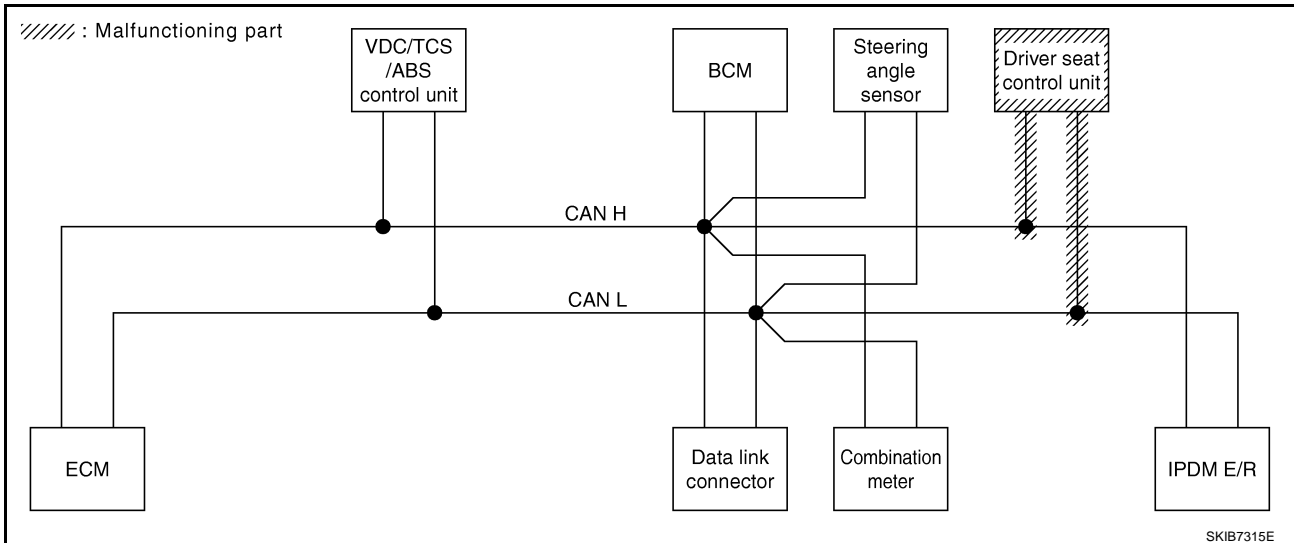 : Malfunctioning part
VDC/TCS
/ABS
control unit
BCM
Steering
angle
sensor
Driver seat
control unit
CAN H
CAN L
ECM
Data link
connector
Combination
meter
IPDM E/R
SKIB7315E